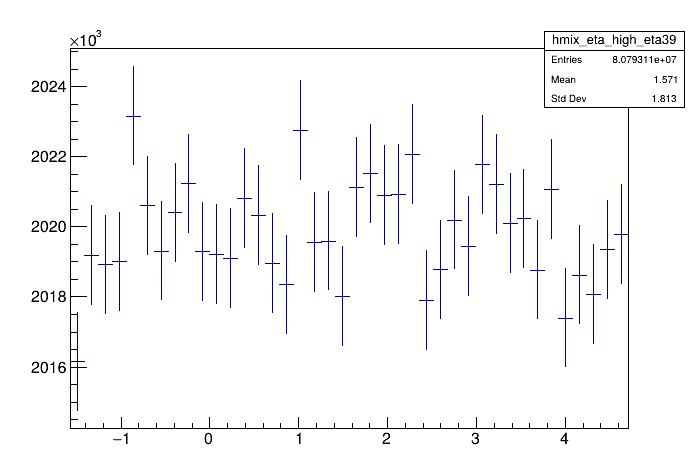 ×10³
hmix_eta_high_eta39
Entries 8.079311e+07
Mean 1.571
Std Dev 1.813
2024
2022
2020
2018
2016
−1 0 1 2 3 4